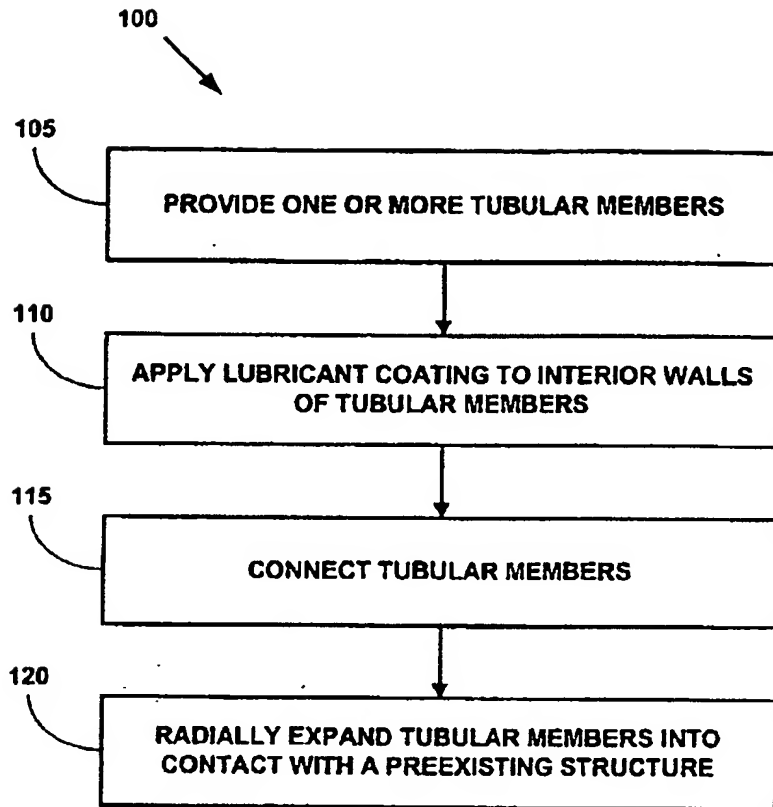 100
105
PROVIDE ONE OR MORE TUBULAR MEMBERS
110
APPLY LUBRICANT COATING TO INTERIOR WALLS
OF TUBULAR MEMBERS
115
CONNECT TUBULAR MEMBERS
120
RADIALLY EXPAND TUBULAR MEMBERS INTO
CONTACT WITH A PREEXISTING STRUCTURE